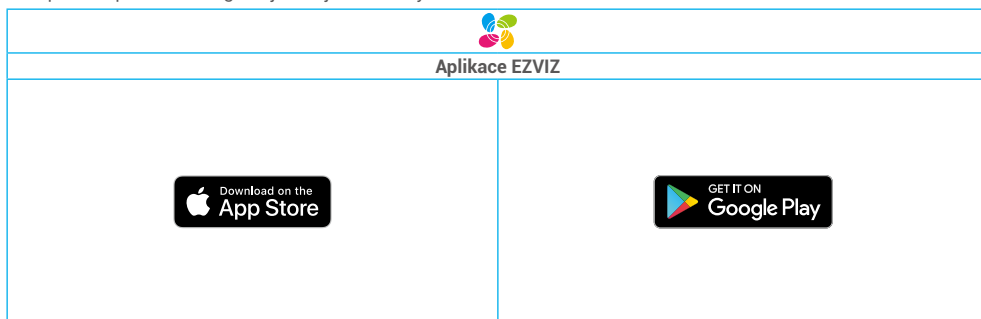 Aplikace EZVIZ
Download on the
App Store
GET IT ON
Google Play